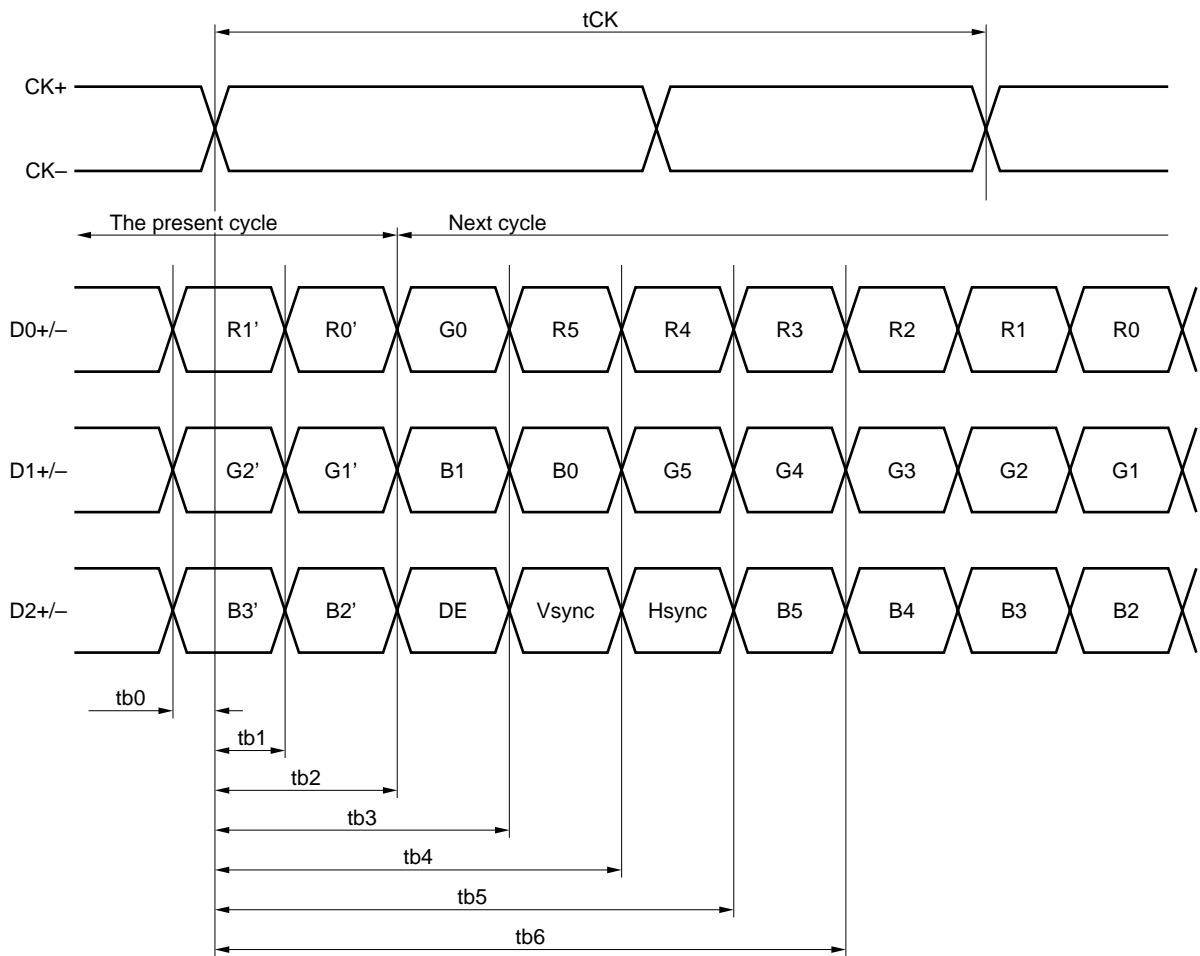 tCK
CK+
CK–
The present cycle Next cycle
D0+/– R1’ R0’ G0 R5 R4 R3 R2 R1 R0
D1+/– G2’ G1’ B1 B0 G5 G4 G3 G2 G1
D2+/– B3’ B2’ DE Vsync Hsync B5 B4 B3 B2
tb0
tb1
tb2
tb3
tb4
tb5
tb6